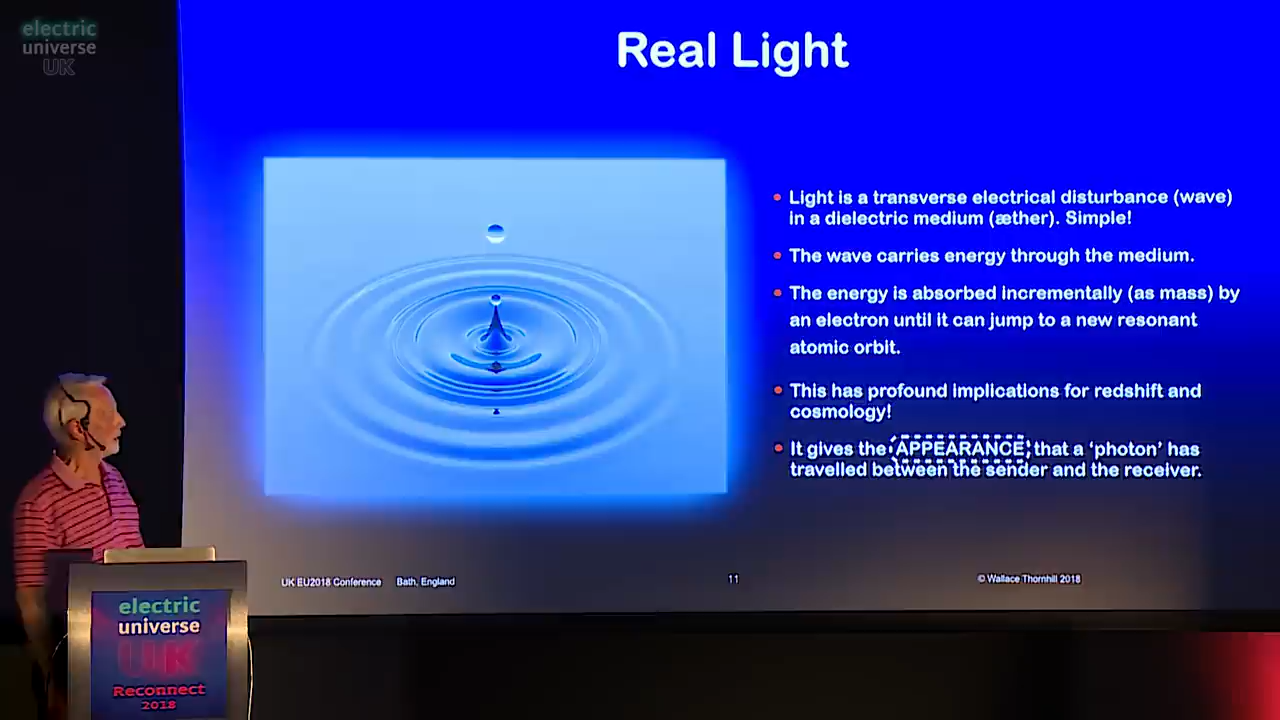 electric
universe
UK
Real Light
Light is a transverse electrical disturbance (wave)
in a dielectric medium (æther). Simple!
The wave carries energy through the medium.
The energy is absorbed incrementally (as mass) by
an electron until it can jump to a new resonant
atomic orbit.
This has profound implications for redshift and
cosmology!
It gives the APPEARANCE, that a ‘photon’ has
travelled between the sender and the receiver.
UK EU2018 Conference Bath, England
11
© Wallace Thornhill 2018
electric
universe
UK
Reconnect
2018